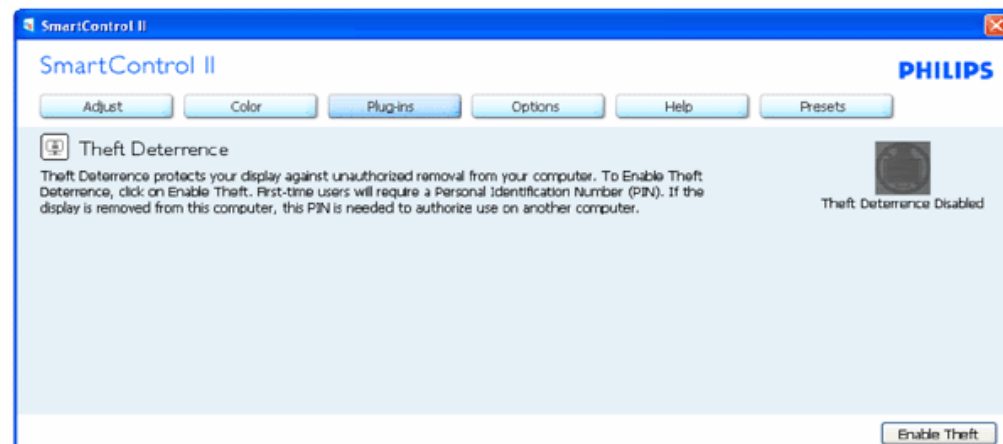 SmartControl II
SmartControl II
PHILIPS
Adjust
Color
Plug-ins
Options
Help
Presets
Theft Deterrence
Theft Deterrence protects your display against unauthorized removal from your computer. To Enable Theft
Deterrence, click on Enable Theft. First-time users will require a Personal Identification Number (PIN). If the
display is removed from this computer, this PIN is needed to authorize use on another computer.
Theft Deterrence Disabled
Enable Theft